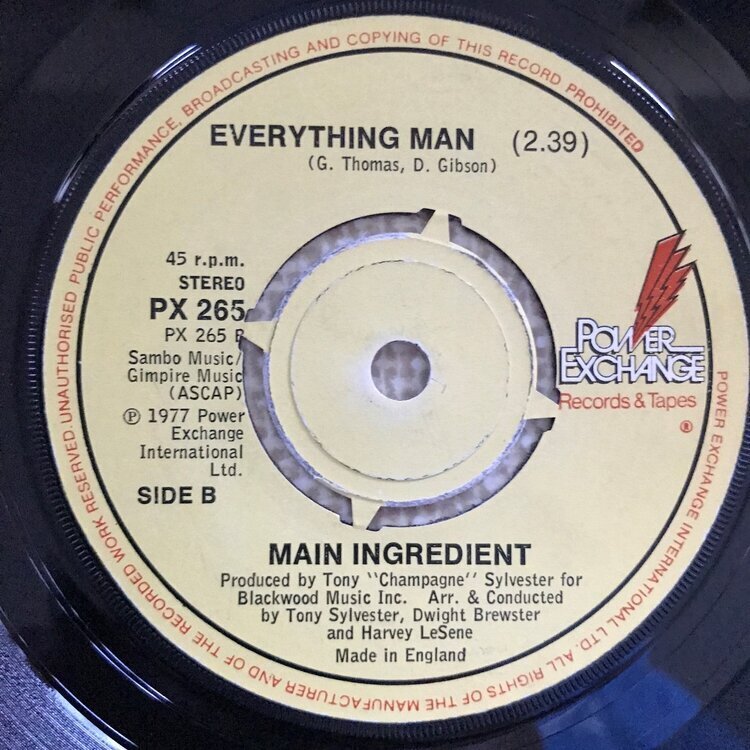 UNAUTHORISED PUBLIC PERFORMANCE, BROADCASTING AND COPYING OF THIS RECORD PROHIBITED
EVERYTHING MAN (2.39)
(G. Thomas, D. Gibson)
45 r.p.m.
STEREO
PX 265
PX 265 B
Sambo Music/
Gimpire Music
(ASCAP)
℗ 1977 Power
Exchange
International
Ltd.
SIDE B
POWER
EXCHANGE
Records & Tapes
®
MAIN INGREDIENT
Produced by Tony "Champagne" Sylvester for
Blackwood Music Inc. Arr. & Conducted
by Tony Sylvester, Dwight Brewster
and Harvey LeSene
Made in England
POWER EXCHANGE INTERNATIONAL LTD. ALL RIGHTS OF THE MANUFACTURER AND OF THE RECORDED WORK RESERVED.